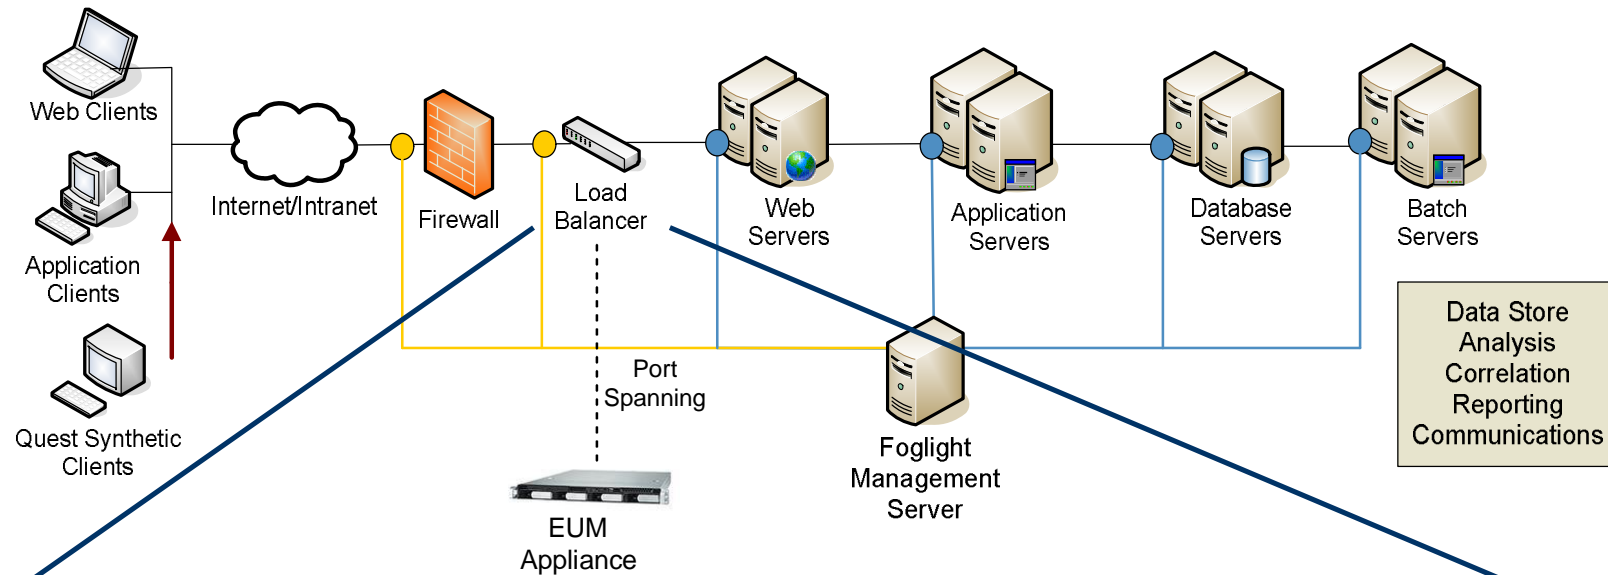 Web Clients
Application
Clients
Quest Synthetic
Clients
Internet/Intranet
Firewall
Load
Balancer
Web
Servers
Application
Servers
Database
Servers
Batch
Servers
Port
Spanning
EUM
Appliance
Foglight
Management
Server
Data Store
Analysis
Correlation
Reporting
Communications